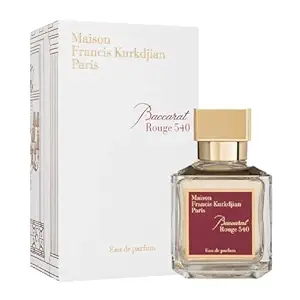 Maison
Francis Kurkdjian
Paris
Baccarat
Rouge 540
Eau de parfum
Maison
Francis Kurkdjian
Paris
Baccarat
Rouge 540
Eau de parfum